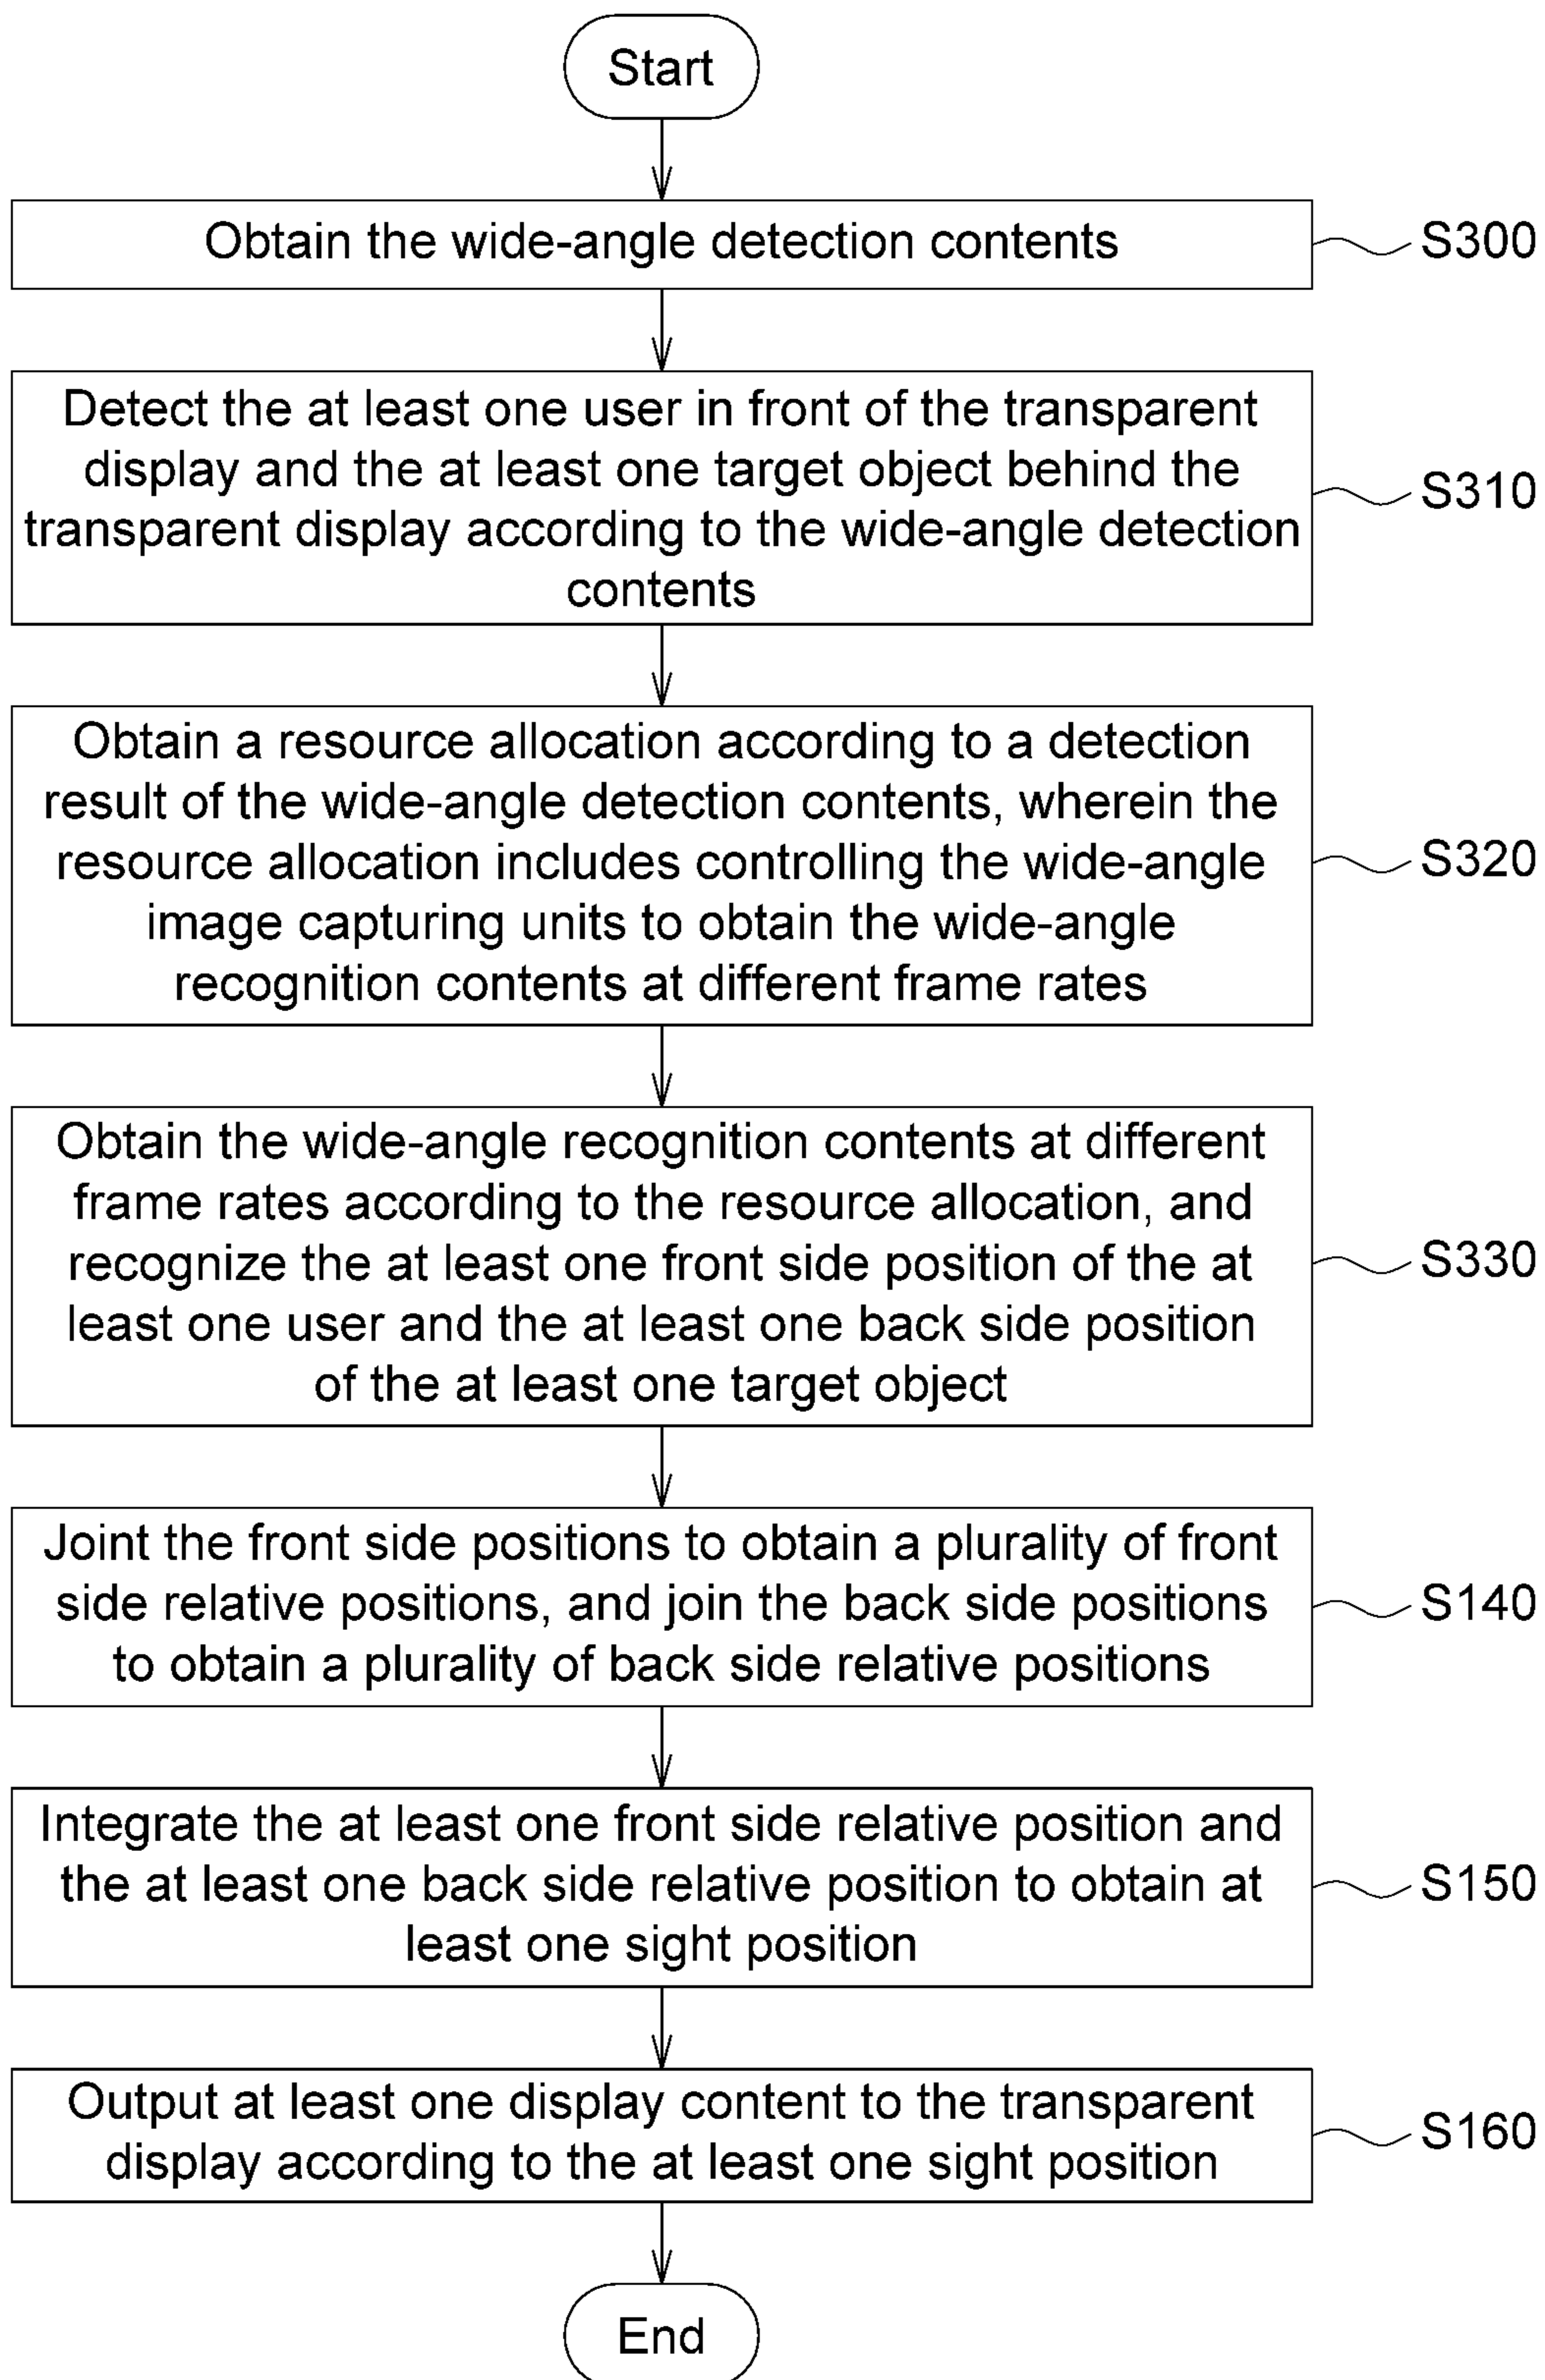 Start
Obtain the wide-angle detection contents
S300
Detect the at least one user in front of the transparent
display and the at least one target object behind the
transparent display according to the wide-angle detection
contents
S310
Obtain a resource allocation according to a detection
result of the wide-angle detection contents, wherein the
resource allocation includes controlling the wide-angle
image capturing units to obtain the wide-angle
recognition contents at different frame rates
S320
Obtain the wide-angle recognition contents at different
frame rates according to the resource allocation, and
recognize the at least one front side position of the at
least one user and the at least one back side position
of the at least one target object
S330
Joint the front side positions to obtain a plurality of front
side relative positions, and join the back side positions
to obtain a plurality of back side relative positions
S140
Integrate the at least one front side relative position and
the at least one back side relative position to obtain at
least one sight position
S150
Output at least one display content to the transparent
display according to the at least one sight position
S160
End